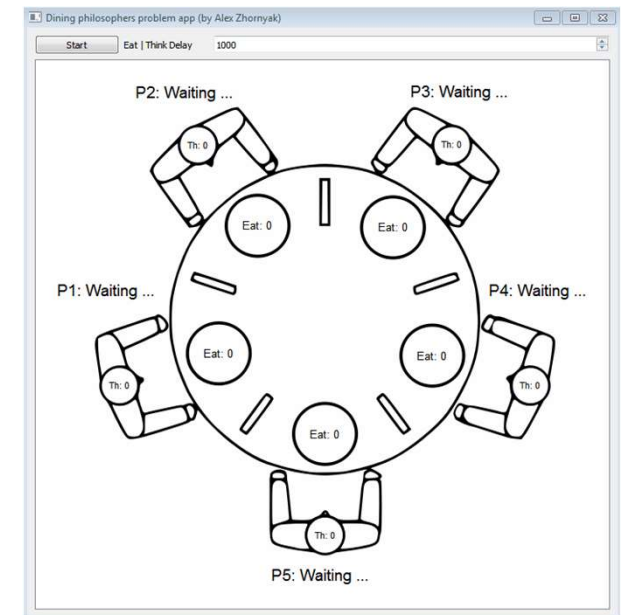 Dining philosophers problem app (by Alex Zhornyak)
Start Eat | Think Delay 1000
P2: Waiting ... P3: Waiting ...
Th: 0 Th: 0
Eat: 0 Eat: 0
P1: Waiting ... P4: Waiting ...
Eat: 0 Eat: 0
Th: 0 Th: 0
Eat: 0
Th: 0
P5: Waiting ...